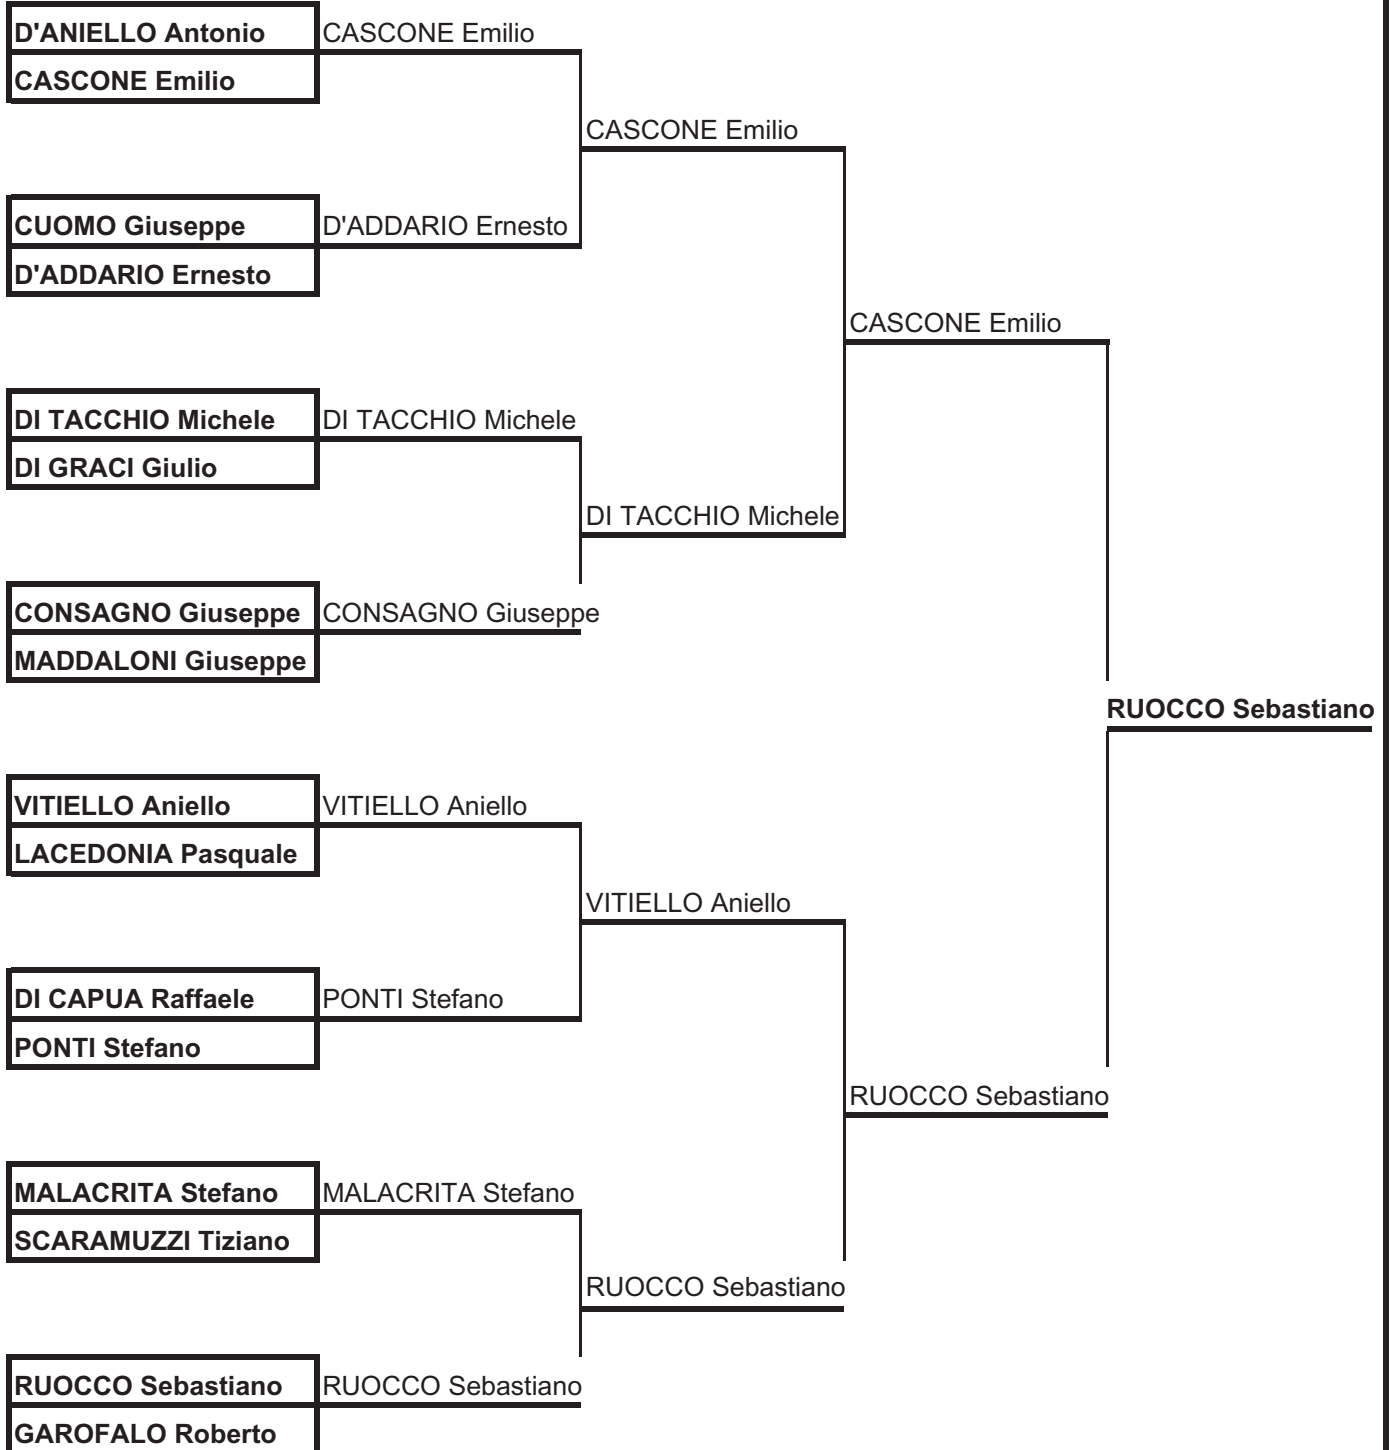 D'ANIELLO Antonio CASCONE Emilio
CASCONE Emilio
CASCONE Emilio
CUOMO Giuseppe D'ADDARIO Ernesto
D'ADDARIO Ernesto
CASCONE Emilio
DI TACCHIO Michele DI TACCHIO Michele
DI GRACI Giulio
DI TACCHIO Michele
CONSAGNO Giuseppe CONSAGNO Giuseppe
MADDALONI Giuseppe
RUOCCO Sebastiano
VITIELLO Aniello VITIELLO Aniello
LACEDONIA Pasquale
VITIELLO Aniello
DI CAPUA Raffaele PONTI Stefano
PONTI Stefano
RUOCCO Sebastiano
MALACRITA Stefano MALACRITA Stefano
SCARAMUZZI Tiziano
RUOCCO Sebastiano
RUOCCO Sebastiano RUOCCO Sebastiano
GAROFALO Roberto